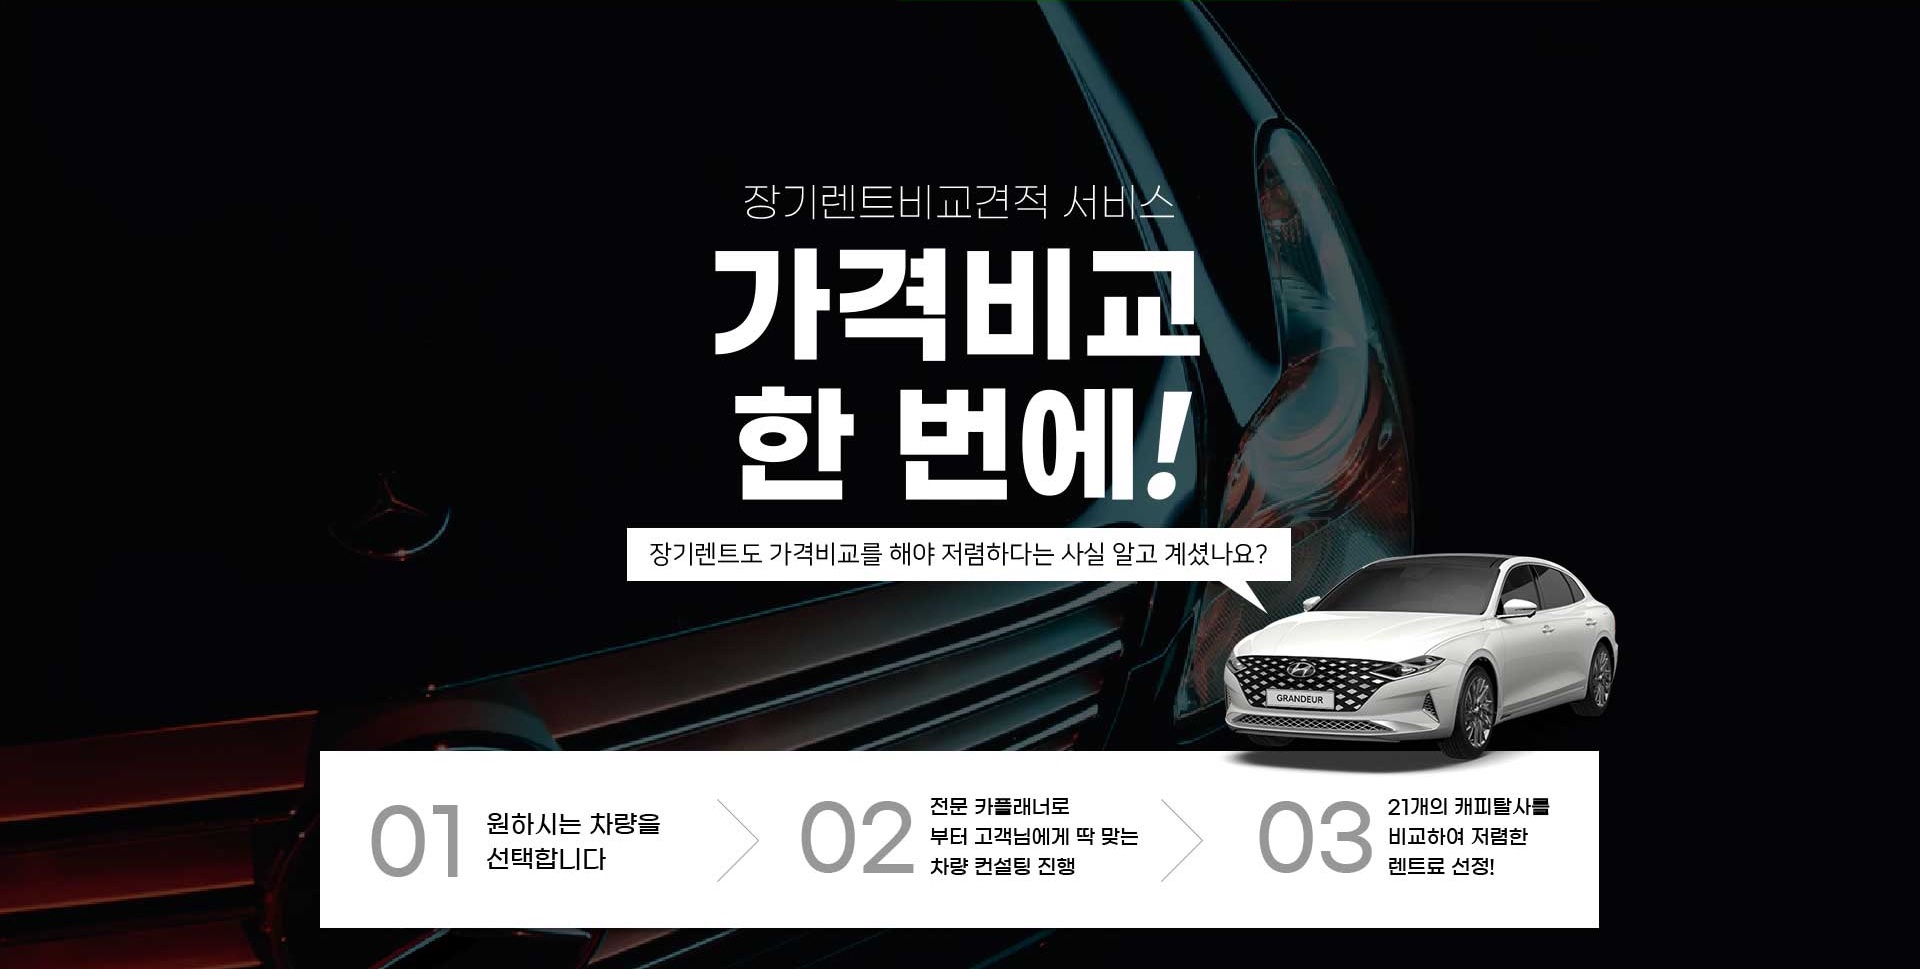 장기렌트비교견적 서비스
가격비교
한 번에!
장기렌트도 가격비교를 해야 저렴하다는 사실 알고 계셨나요?
GRANDEUR
01
원하시는 차량을
선택합니다
02
전문 카플래너로
부터 고객님에게 딱 맞는
차량 컨설팅 진행
03
21개의 캐피탈사를
비교하여 저렴한
렌트료 선정!